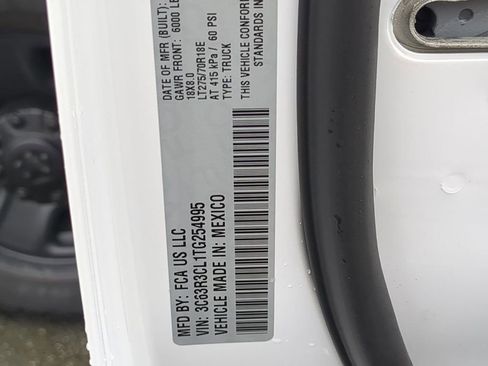 MFD BY: FCA US LLC
VIN: 3C63R3CL1TG254995
VEHICLE MADE IN: MEXICO
DATE OF MFR (BUILT):
GAWR FRONT: 6000 LB
18X8.0
LT275/70R18E
AT 415 kPa / 60 PSI
TYPE: TRUCK
THIS VEHICLE CONFORM
STANDARDS IN